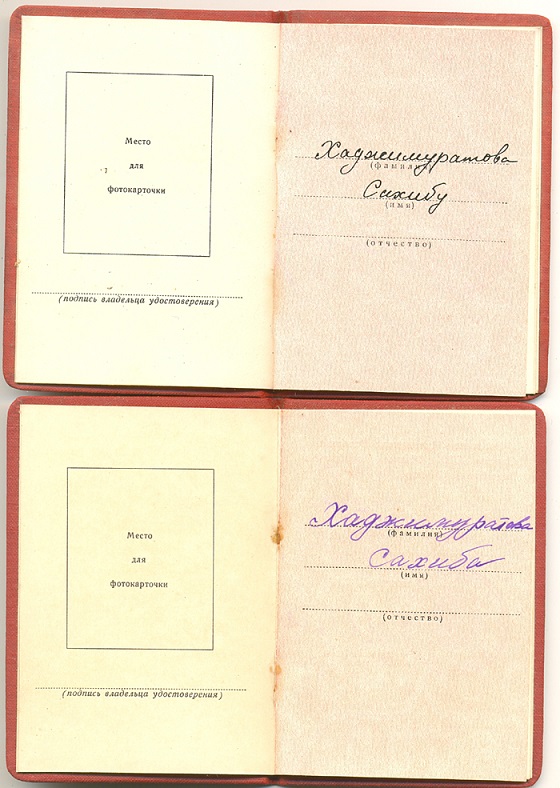 Место
для
фотокарточки
(подпись владельца удостоверения)
Хаджимуратова
(фамилия)
Сахибу
(имя)
(отчество)
Место
для
фотокарточки
(подпись владельца удостоверения)
Хаджимуратова
(фамилия)
Сахиба
(имя)
(отчество)